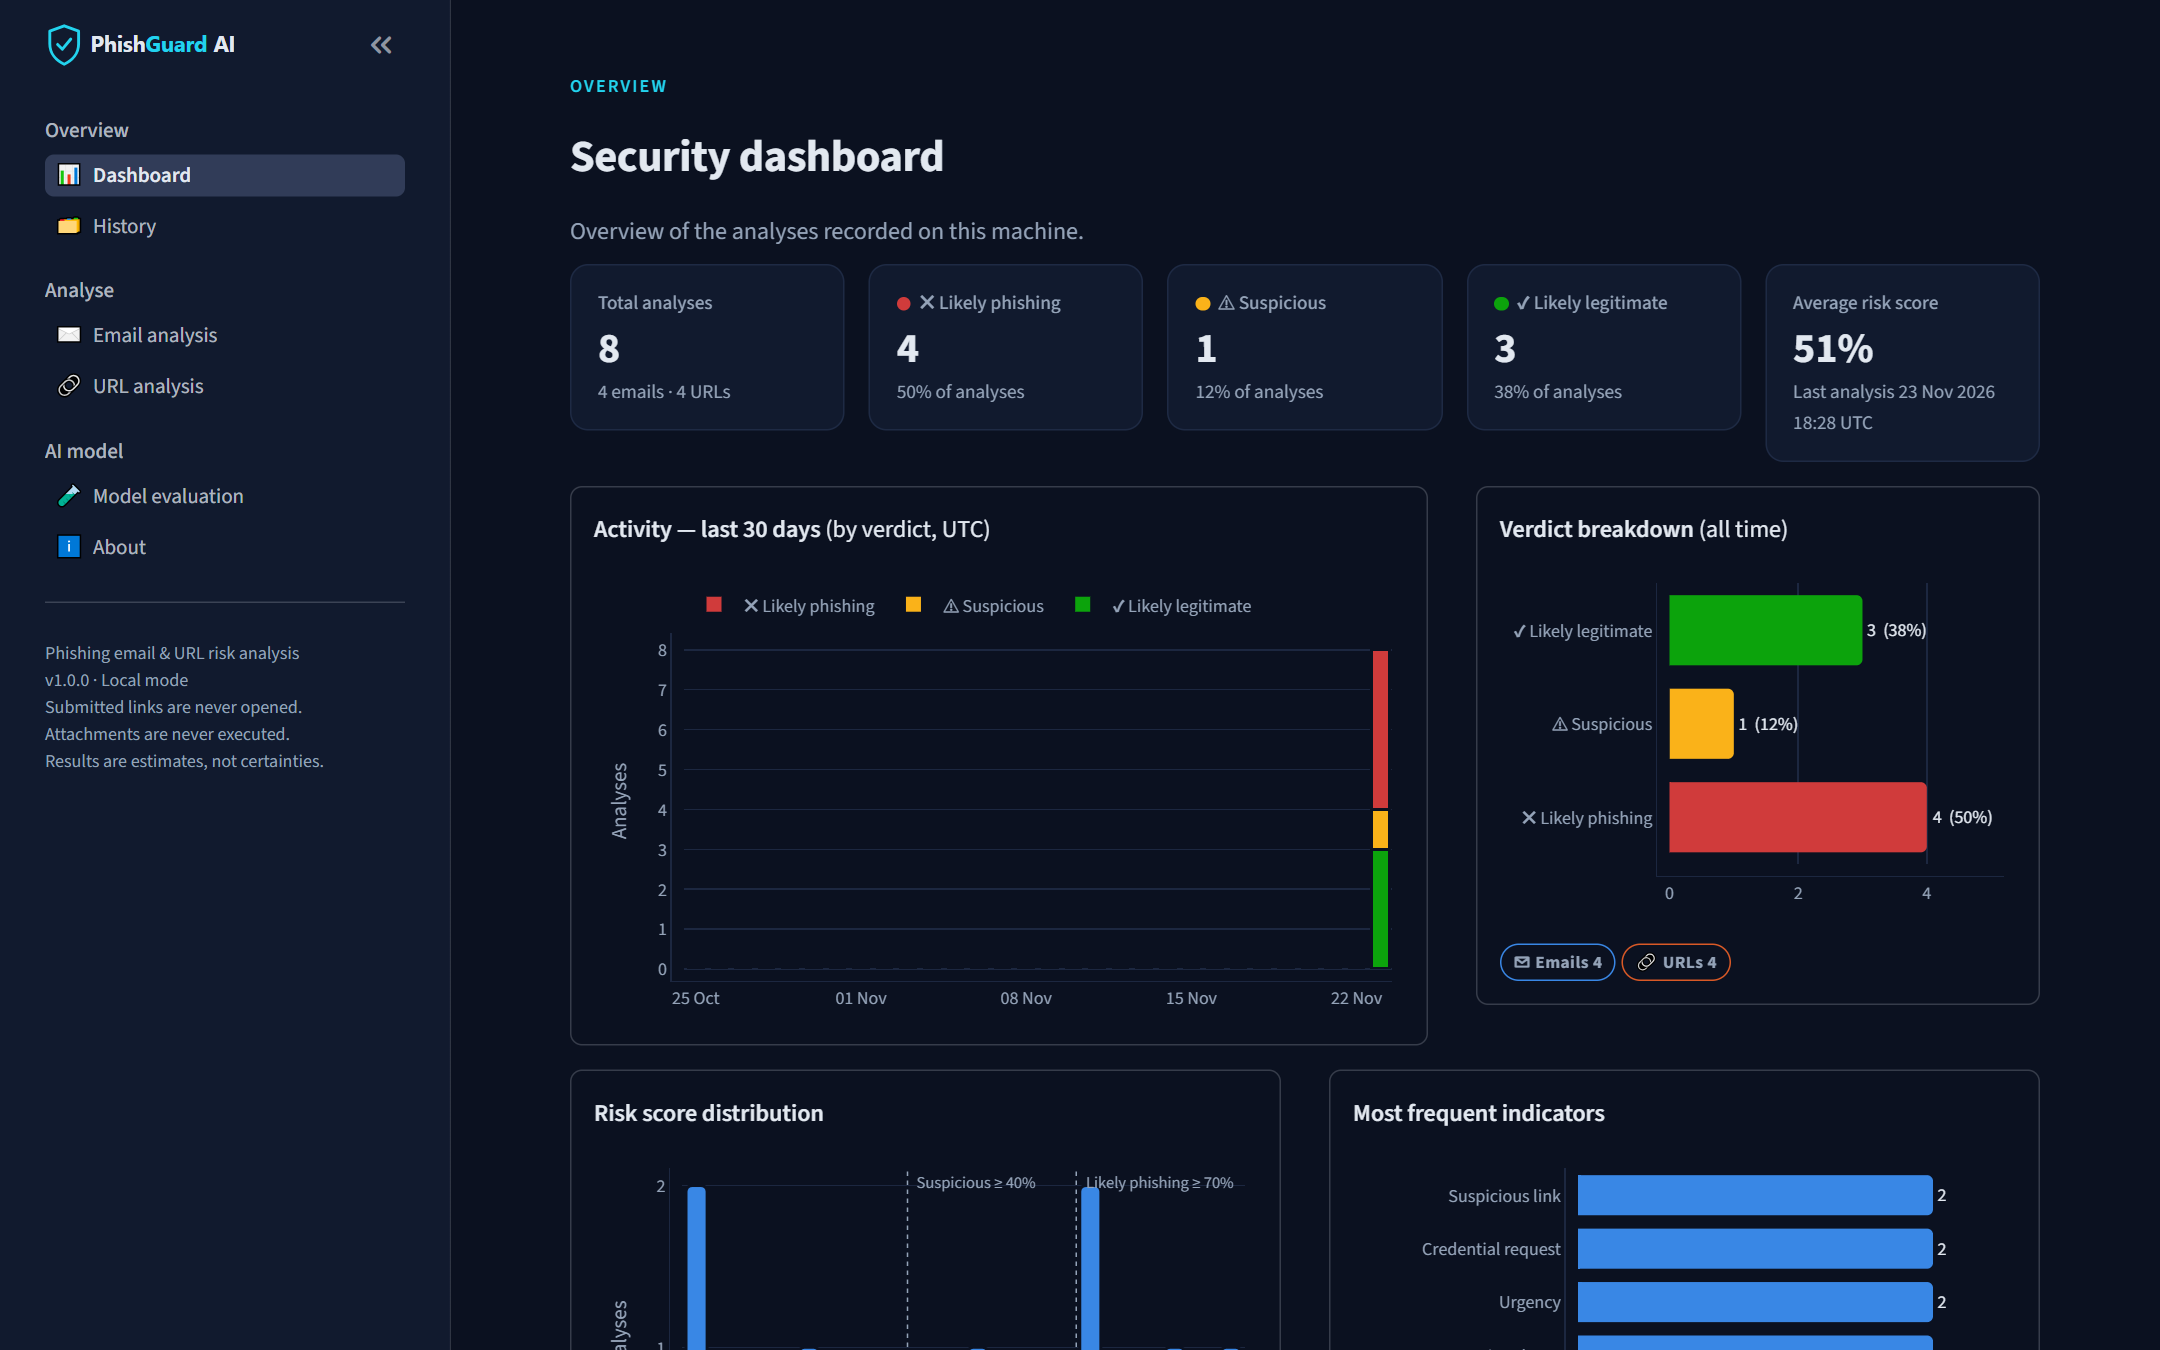 PhishGuard AI
Overview
Dashboard
History
Analyse
Email analysis
URL analysis
AI model
Model evaluation
About
Phishing email & URL risk analysis
v1.0.0 · Local mode
Submitted links are never opened.
Attachments are never executed.
Results are estimates, not certainties.
OVERVIEW
Security dashboard
Overview of the analyses recorded on this machine.
Total analyses
8
4 emails · 4 URLs
✕ Likely phishing
4
50% of analyses
⚠ Suspicious
1
12% of analyses
✓ Likely legitimate
3
38% of analyses
Average risk score
51%
Last analysis 23 Nov 2026
18:28 UTC
Activity — last 30 days (by verdict, UTC)
✕ Likely phishing
⚠ Suspicious
✓ Likely legitimate
Analyses
8
7
6
5
4
3
2
1
0
25 Oct
01 Nov
08 Nov
15 Nov
22 Nov
Verdict breakdown (all time)
✓ Likely legitimate
3 (38%)
⚠ Suspicious
1 (12%)
✕ Likely phishing
4 (50%)
0
2
4
Emails 4
URLs 4
Risk score distribution
2
1
Suspicious ≥ 40%
Likely phishing ≥ 70%
Most frequent indicators
Suspicious link
2
Credential request
2
Urgency
2